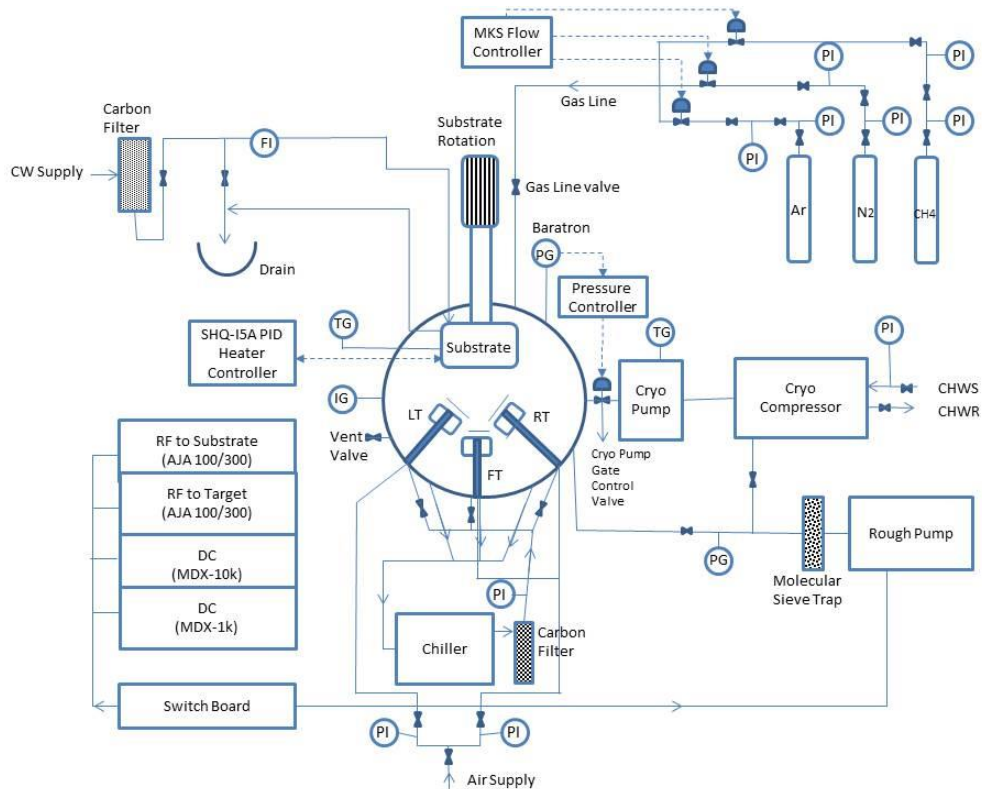 MKS Flow
Controller
PI
PI
Gas Line
Carbon
Filter
Substrate
Rotation
FI
PI
PI
PI
PI
CW Supply
Gas Line valve
Ar
N2
CH4
Baratron
PG
Drain
Pressure
Controller
TG
TG
PI
SHQ-I5A PID
Heater
Controller
Substrate
Cryo
Pump
Cryo
Compressor
CHWS
CHWR
IG
LT
RT
Vent
Valve
FT
Cryo Pump
Gate
Control
Valve
RF to Substrate
(AJA 100/300)
RF to Target
(AJA 100/300)
DC
(MDX-10k)
DC
(MDX-1k)
Rough Pump
PG
Molecular
Sieve Trap
PI
Chiller
Carbon
Filter
Switch Board
PI
PI
Air Supply